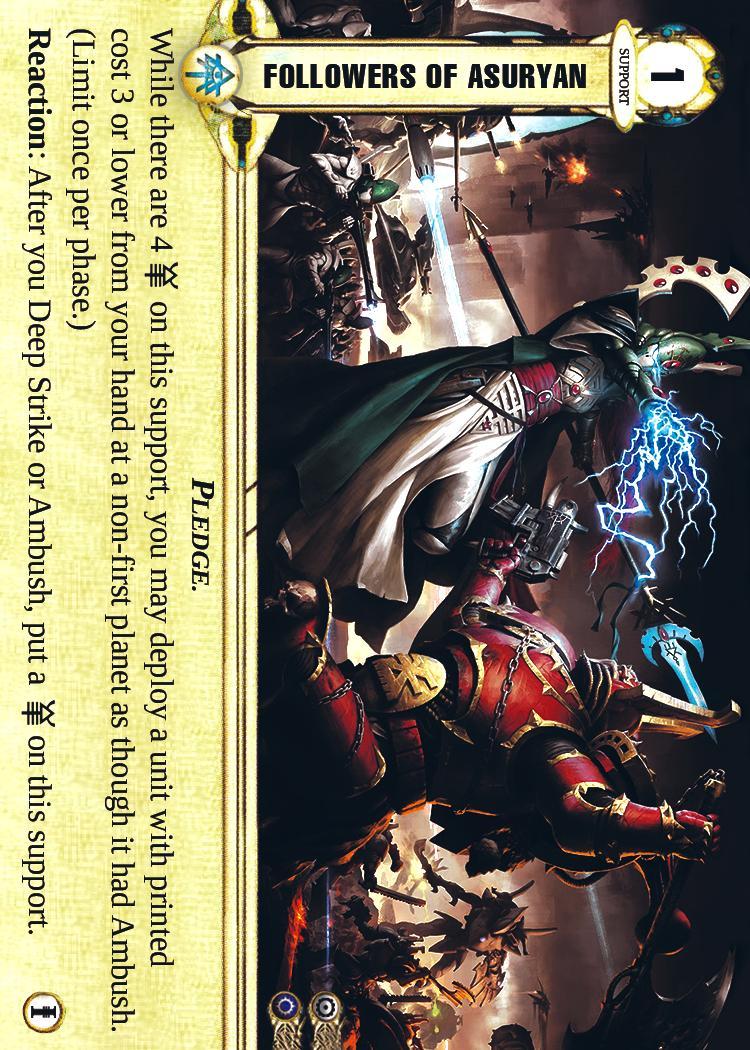 1
SUPPORT
FOLLOWERS OF ASURYAN
PLEDGE.
While there are 4 on this support, you may deploy a unit with printed
cost 3 or lower from your hand at a non-first planet as though it had Ambush.
(Limit once per phase.)
Reaction: After you Deep Strike or Ambush, put a on this support.
I